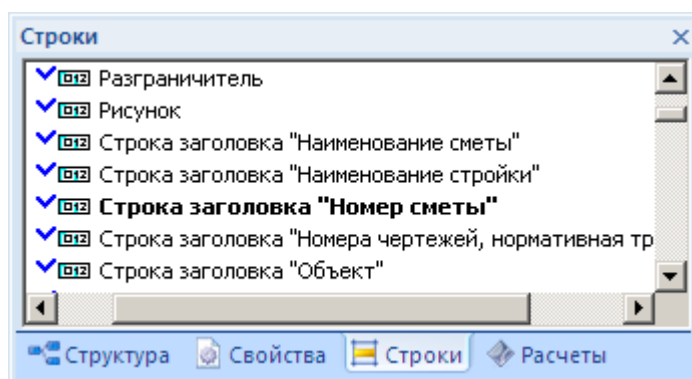 Строки
Разграничитель
Рисунок
Строка заголовка "Наименование сметы"
Строка заголовка "Наименование стройки"
Строка заголовка "Номер сметы"
Строка заголовка "Номера чертежей, нормативная тр
Строка заголовка "Объект"
Структура Свойства Строки Расчеты